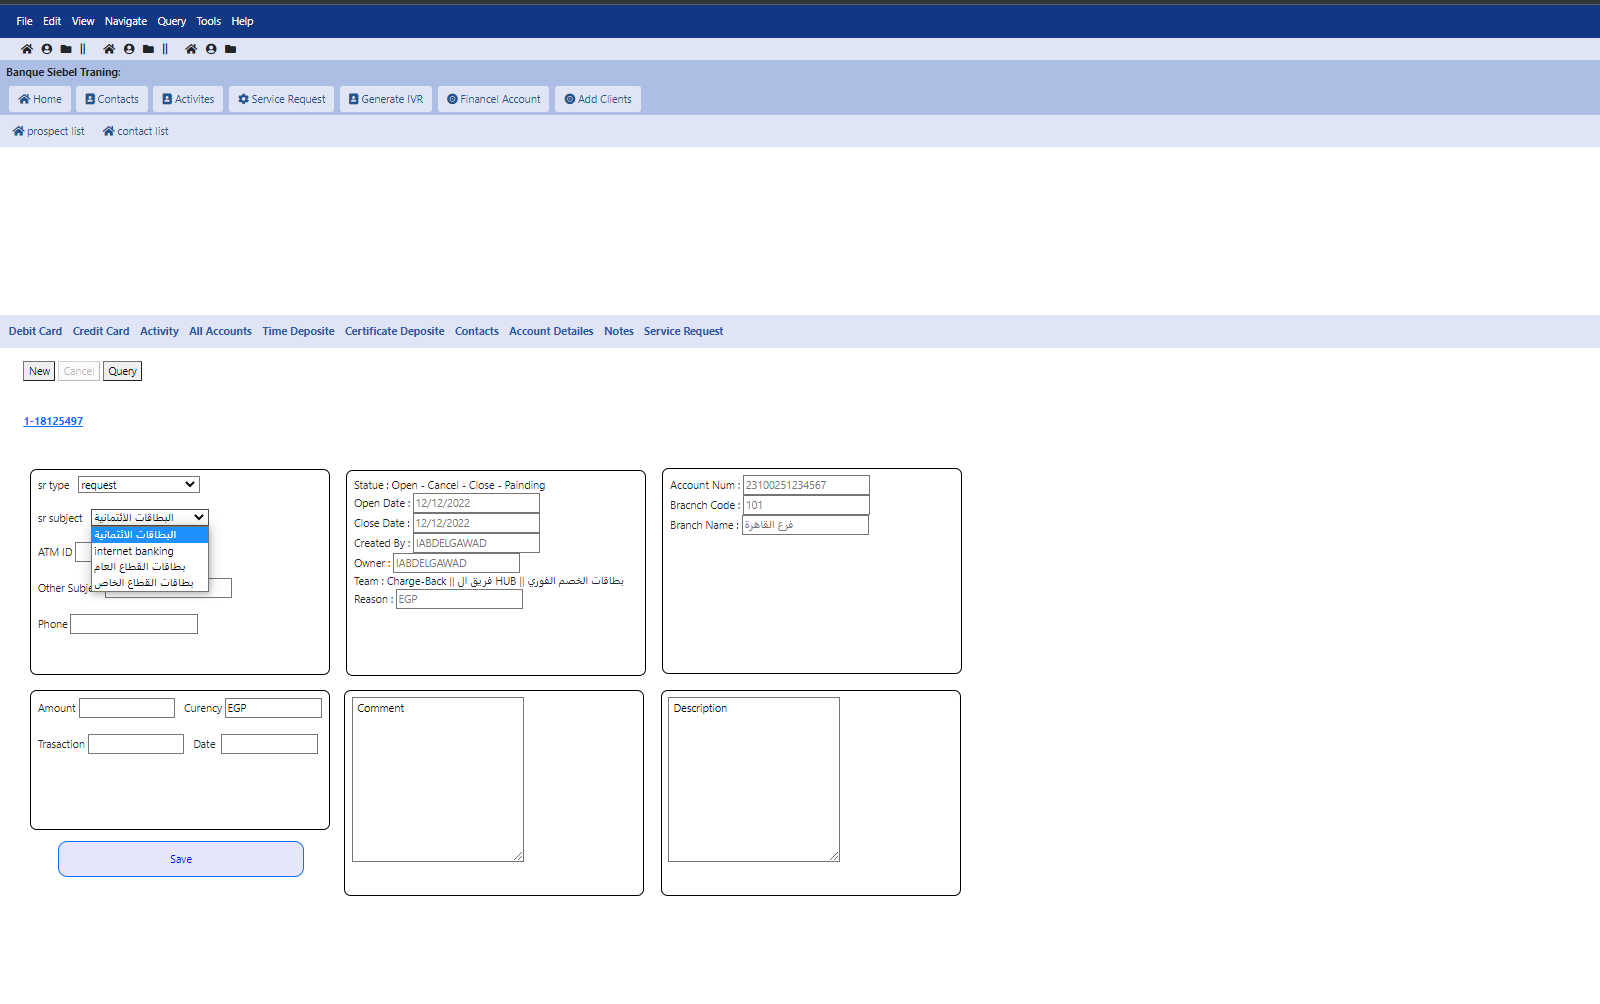 File Edit View Navigate Query Tools Help
Banque Siebel Traning:
Home Contacts Activites Service Request Generate IVR Financel Account Add Clients
prospect list contact list
Debit Card Credit Card Activity All Accounts Time Deposite Certificate Deposite Contacts Account Detailes Notes Service Request
New Cancel Query
1-18125497
sr type request
sr subject البطاقات الائتمانية
البطاقات الائتمانية
internet banking
بطاقات القطاع العام
بطاقات القطاع الخاص
ATM ID
Other Subje
Phone
Statue : Open - Cancel - Close - Painding
Open Date : 12/12/2022
Close Date : 12/12/2022
Created By : IABDELGAWAD
Owner : IABDELGAWAD
Team : Charge-Back || فريق ال HUB || بطاقات الخصم الفوري
Reason : EGP
Account Num : 23100251234567
Bracnch Code : 101
Branch Name : فرع القاهرة
Amount Curency EGP
Trasaction Date
Save
Comment
Description